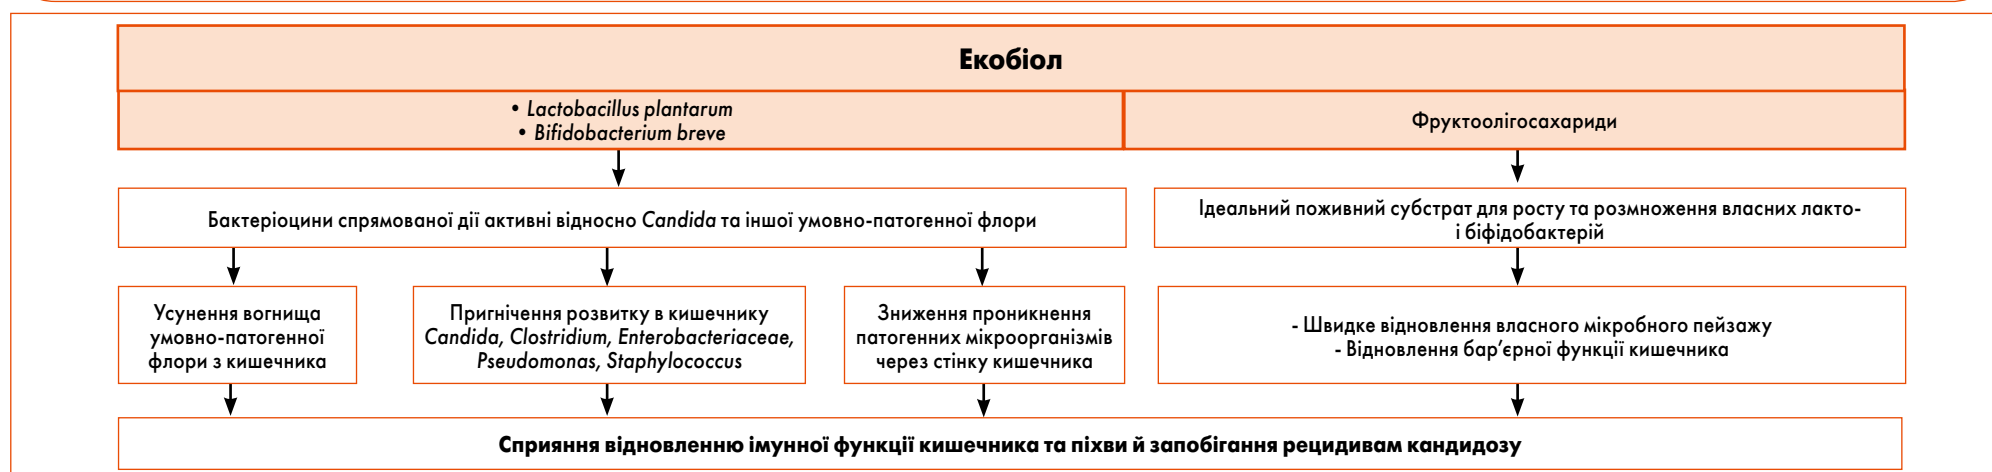 Екобіол
• Lactobacillus plantarum
• Bifidobacterium breve
Фруктоолігосахариди
Бактеріоцини спрямованої дії активні відносно Candida та іншої умовно-патогенної флори
Ідеальний поживний субстрат для росту та розмноження власних лакто-
і біфідобактерій
Усунення вогнища
умовно-патогенної
флори з кишечника
Пригнічення розвитку в кишечнику
Candida, Clostridium, Enterobacteriaceae,
Pseudomonas, Staphylococcus
Зниження проникнення
патогенних мікроорганізмів
через стінку кишечника
- Швидке відновлення власного мікробного пейзажу
- Відновлення бар’єрної функції кишечника
Сприяння відновленню імунної функції кишечника та піхви й запобігання рецидивам кандидозу